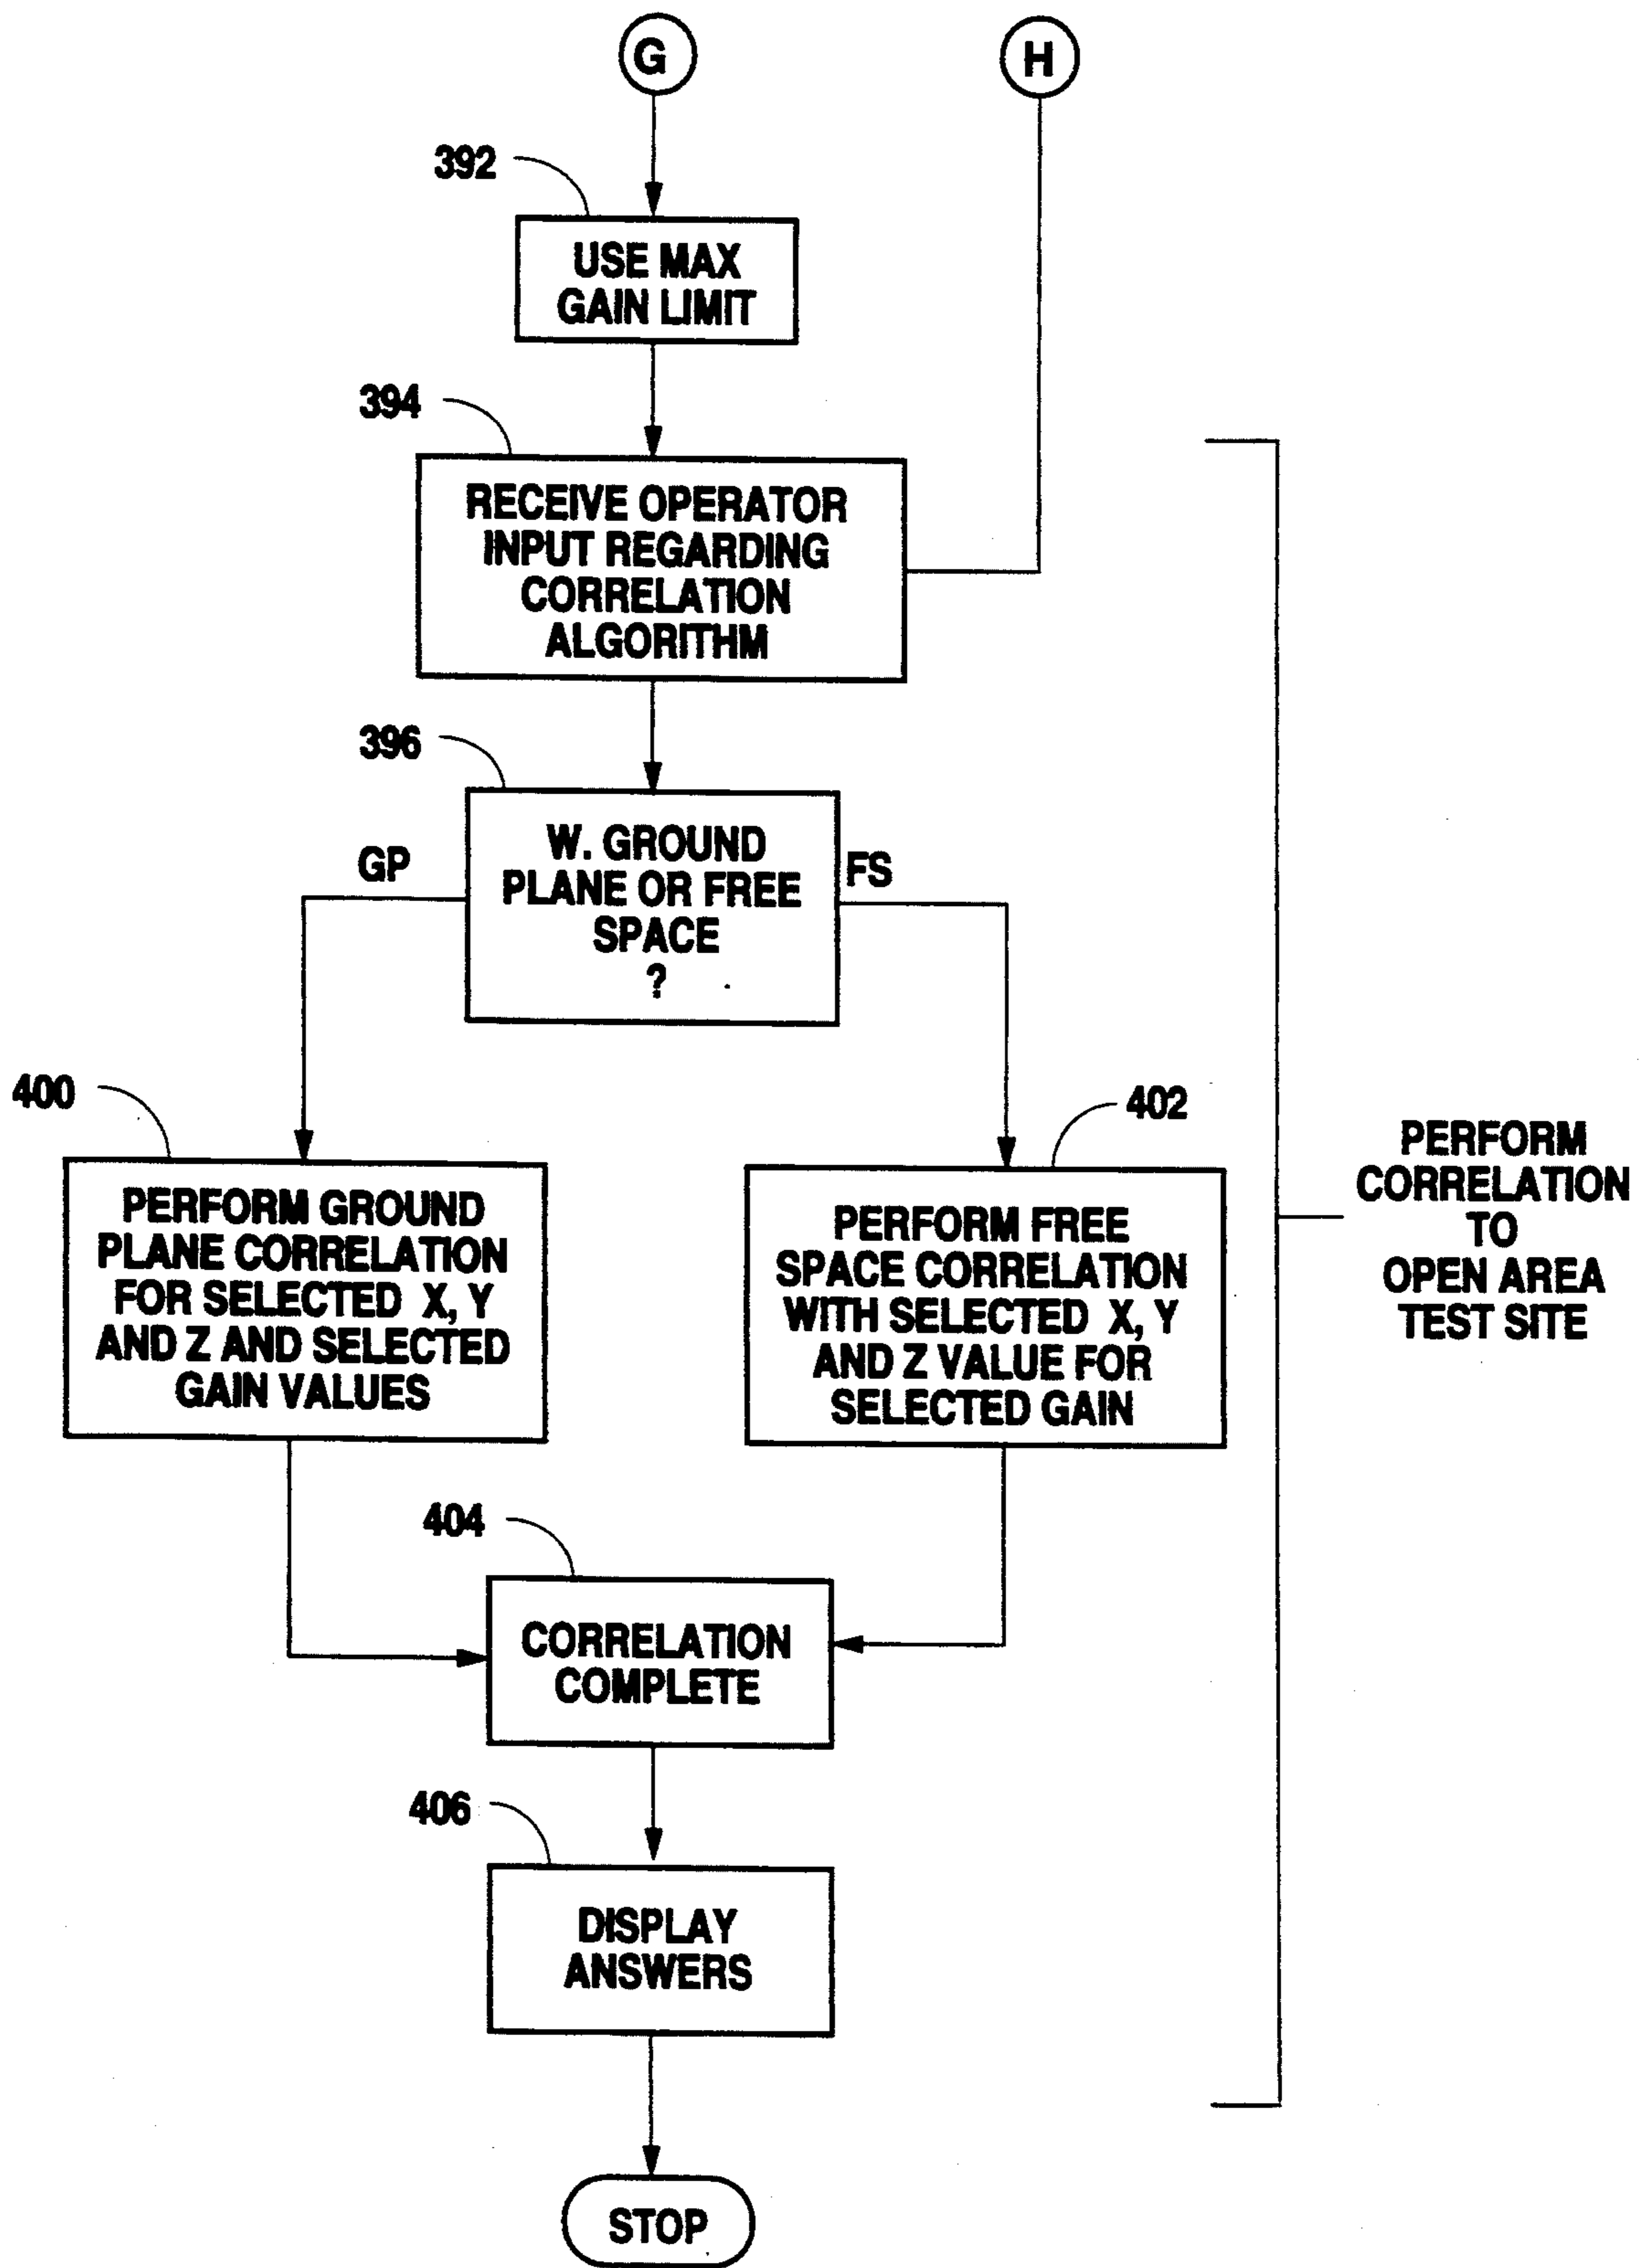 G
H
392
USE MAX
GAIN LIMIT
394
RECEIVE OPERATOR
INPUT REGARDING
CORRELATION
ALGORITHM
396
W. GROUND
PLANE OR FREE
SPACE
?
GP
FS
400
PERFORM GROUND
PLANE CORRELATION
FOR SELECTED X, Y
AND Z AND SELECTED
GAIN VALUES
402
PERFORM FREE
SPACE CORRELATION
WITH SELECTED X, Y
AND Z VALUE FOR
SELECTED GAIN
PERFORM
CORRELATION
TO
OPEN AREA
TEST SITE
404
CORRELATION
COMPLETE
406
DISPLAY
ANSWERS
STOP